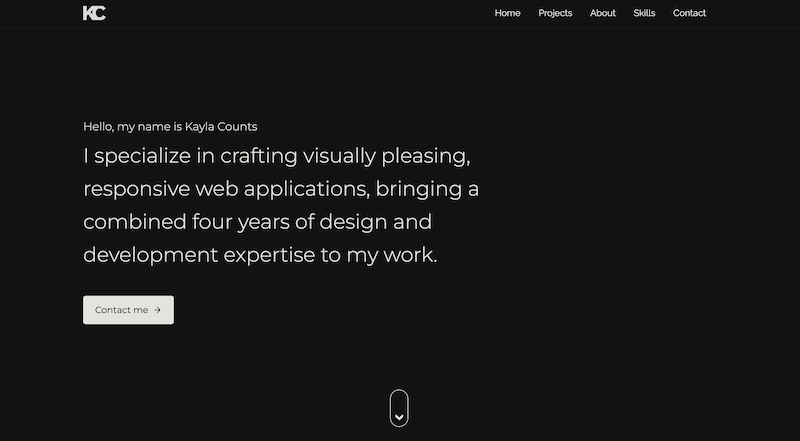 KC
Home Projects About Skills Contact
Hello, my name is Kayla Counts
I specialize in crafting visually pleasing,
responsive web applications, bringing a
combined four years of design and
development expertise to my work.
Contact me →